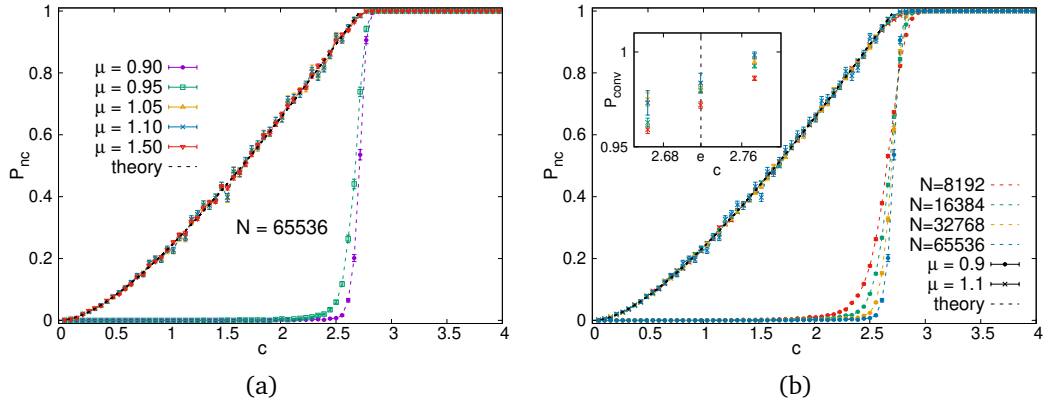 1
0.8
0.6
0.4
0.2
0
P_nc
μ = 0.90
μ = 0.95
μ = 1.05
μ = 1.10
μ = 1.50
theory
N = 65536
0 0.5 1 1.5 2 2.5 3 3.5 4
c
(a)
1
0.8
0.6
0.4
0.2
0
P_nc
1
0.95
P_conv
2.68 e 2.76
c
N=8192
N=16384
N=32768
N=65536
μ = 0.9
μ = 1.1
theory
0 0.5 1 1.5 2 2.5 3 3.5 4
c
(b)